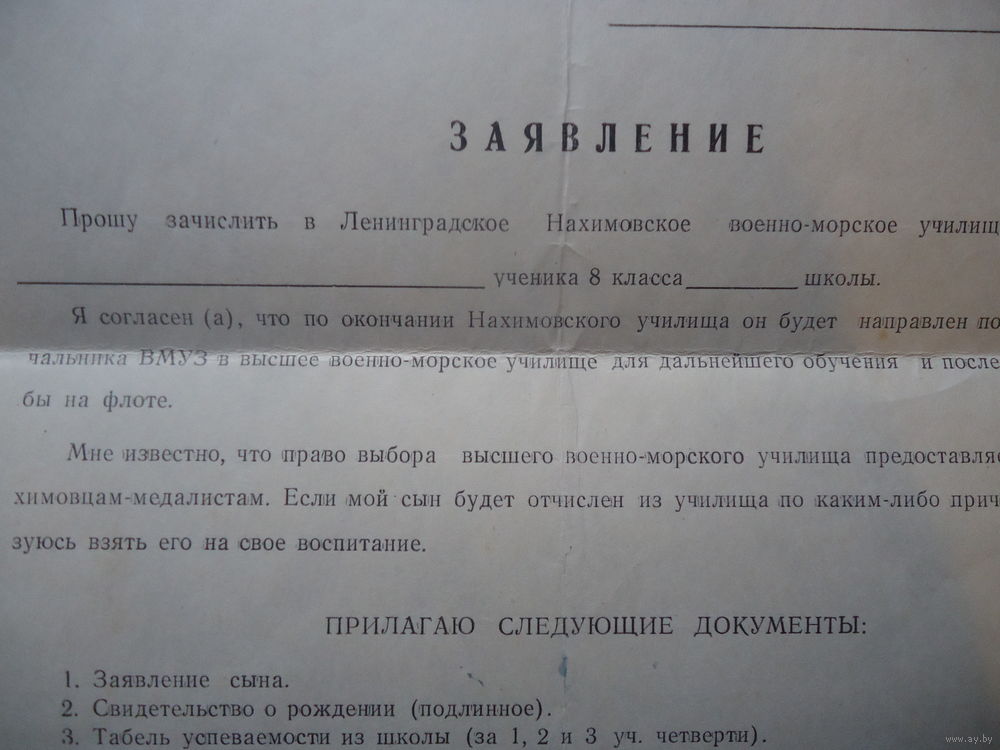 ЗАЯВЛЕНИЕ
Прошу зачислить в Ленинградское Нахимовское военно-морское училищ
ученика 8 класса школы.
Я согласен (а), что по окончании Нахимовского училища он будет направлен по
чальника ВМУЗ в высшее военно-морское училище для дальнейшего обучения и после
бы на флоте.
Мне известно, что право выбора высшего военно-морского училища предоставляе
химовцам-медалистам. Если мой сын будет отчислен из училища по каким-либо прич
зуюсь взять его на свое воспитание.
ПРИЛАГАЮ СЛЕДУЮЩИЕ ДОКУМЕНТЫ:
1. Заявление сына.
2. Свидетельство о рождении (подлинное).
3. Табель успеваемости из школы (за 1, 2 и 3 уч. четверти).
www.ay.by